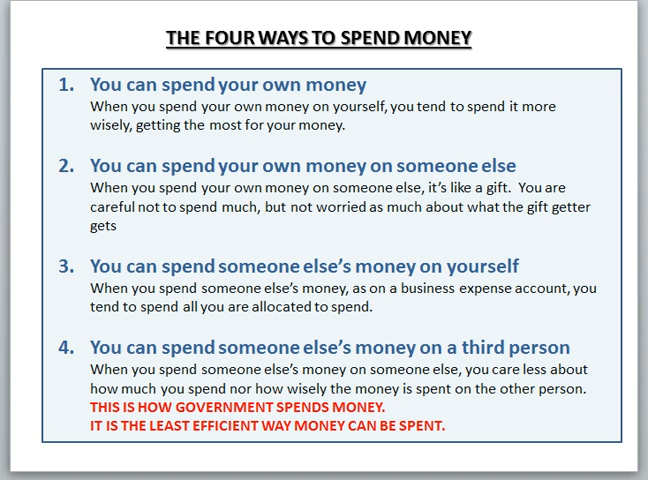 THE FOUR WAYS TO SPEND MONEY
1. You can spend your own money
When you spend your own money on yourself, you tend to spend it more
wisely, getting the most for your money.
2. You can spend your own money on someone else
When you spend your own money on someone else, it's like a gift. You are
careful not to spend much, but not worried as much about what the gift getter
gets
3. You can spend someone else's money on yourself
When you spend someone else's money, as on a business expense account, you
tend to spend all you are allocated to spend.
4. You can spend someone else's money on a third person
When you spend someone else's money on someone else, you care less about
how much you spend nor how wisely the money is spent on the other person.
THIS IS HOW GOVERNMENT SPENDS MONEY.
IT IS THE LEAST EFFICIENT WAY MONEY CAN BE SPENT.